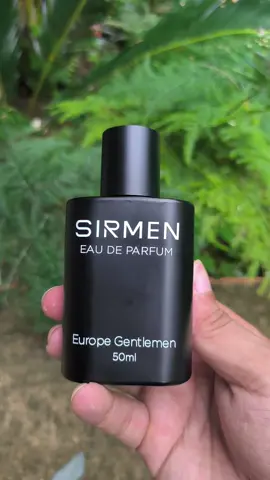 SIRMEN
EAU DE PARFUM
Europe Gentlemen
50ml